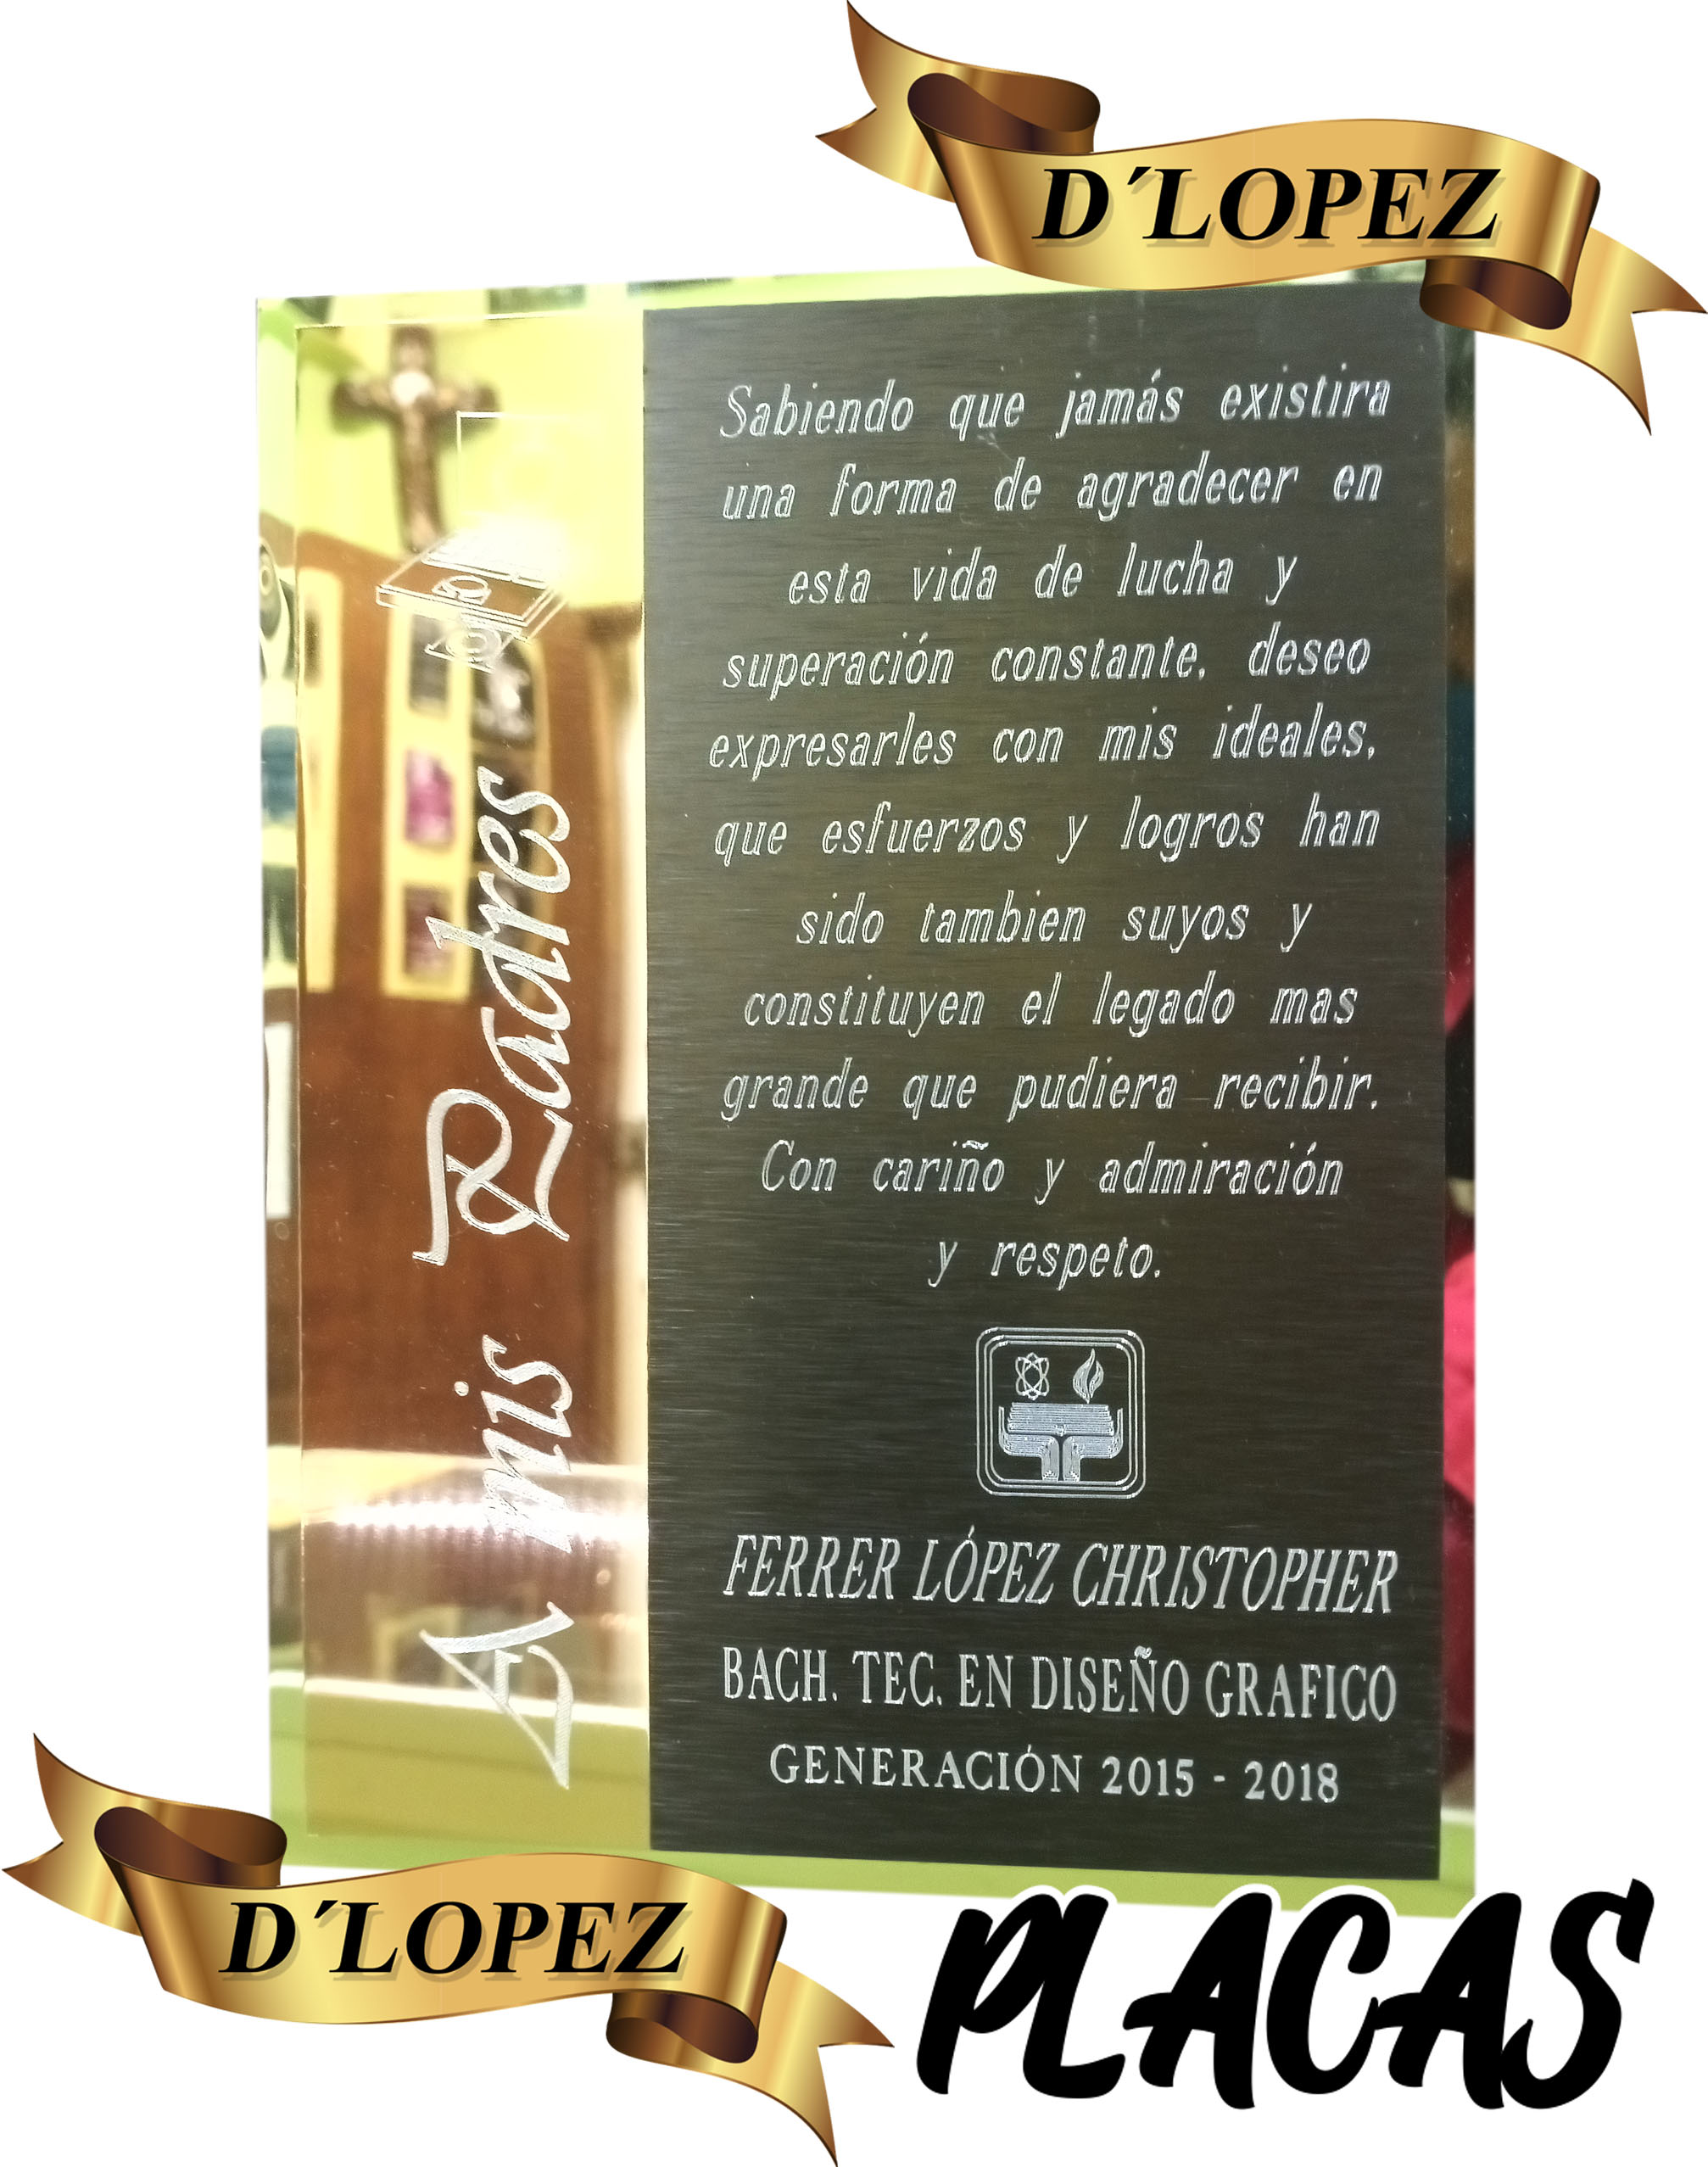 D´LOPEZ
A mis Padres
Sabiendo que jamás existira
una forma de agradecer en
esta vida de lucha y
superación constante, deseo
expresarles con mis ideales,
que esfuerzos y logros han
sido tambien suyos y
constituyen el legado mas
grande que pudiera recibir.
Con cariño y admiración
y respeto.
FERRER LÓPEZ CHRISTOPHER
BACH. TEC. EN DISEÑO GRAFICO
GENERACIÓN 2015 - 2018
D´LOPEZ
PLACAS